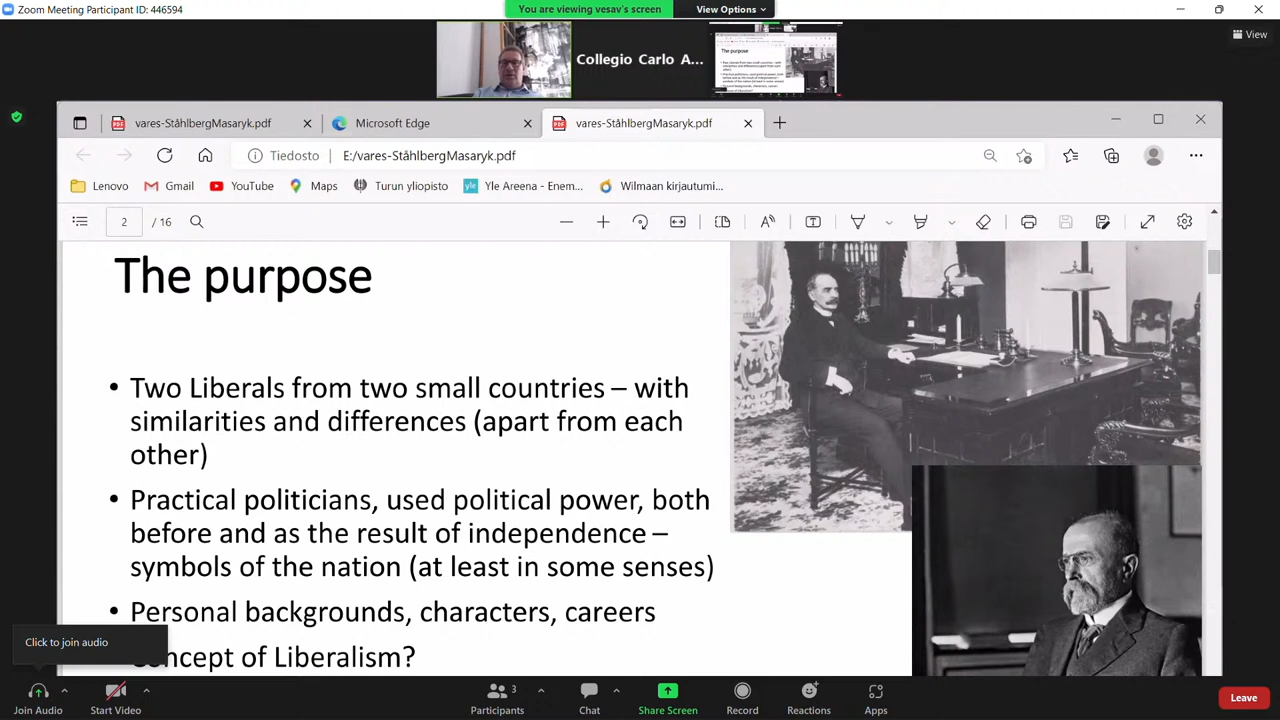 Zoom Meeting Participant ID: 446594
You are viewing vesav's screen
View Options
View
Collegio Carlo A...
The purpose
vares-StåhlbergMasaryk.pdf
Microsoft Edge
vares-StåhlbergMasaryk.pdf
Tiedosto
E:/vares-StåhlbergMasaryk.pdf
Lenovo
Gmail
YouTube
Maps
Turun yliopisto
Yle Areena - Enem...
Wilmaan kirjautumi...
2 / 16
The purpose
• Two Liberals from two small countries – with
similarities and differences (apart from each
other)
• Practical politicians, used political power, both
before and as the result of independence –
symbols of the nation (at least in some senses)
• Personal backgrounds, characters, careers
oncept of Liberalism?
Click to join audio
Join Audio
Start Video
Participants
3
Chat
Share Screen
Record
Reactions
Apps
Leave